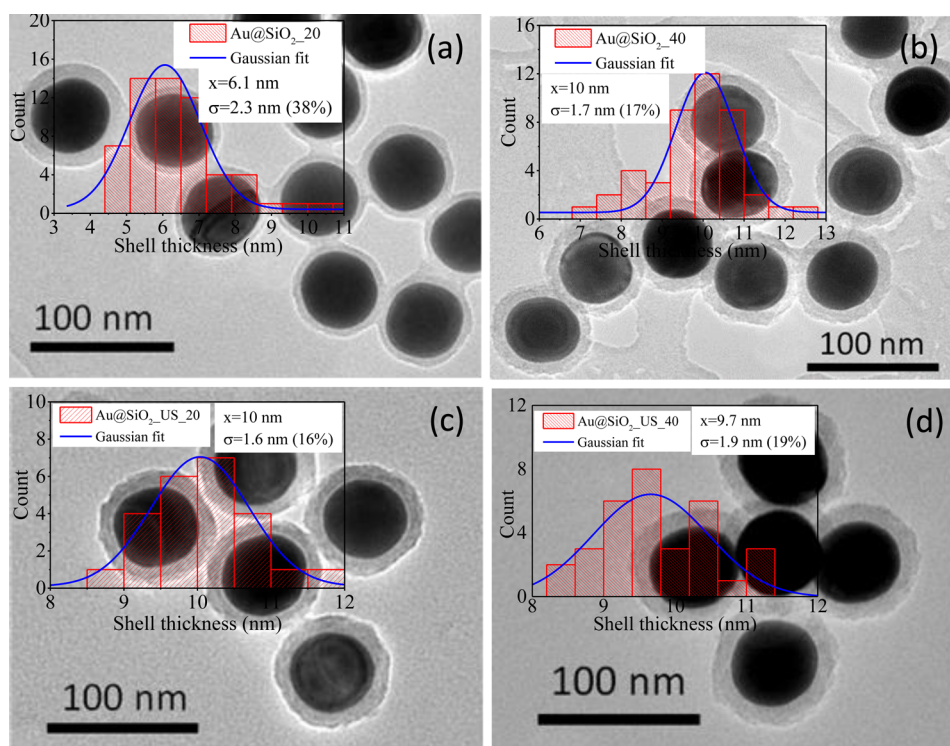 (a)
Au@SiO₂_20
Gaussian fit
x=6.1 nm
σ=2.3 nm (38%)
Count
20
16
12
8
4
0
3 4 5 6 7 8 9 10 11
Shell thickness (nm)
100 nm
(b)
Au@SiO₂_40
Gaussian fit
x=10 nm
σ=1.7 nm (17%)
Count
16
12
8
4
0
6 7 8 9 10 11 12 13
Shell thickness (nm)
100 nm
(c)
Au@SiO₂_US_20
Gaussian fit
x=10 nm
σ=1.6 nm (16%)
Count
10
8
6
4
2
0
8 9 10 11 12
Shell thickness (nm)
100 nm
(d)
Au@SiO₂_US_40
Gaussian fit
x=9.7 nm
σ=1.9 nm (19%)
Count
12
8
4
0
8 9 10 11 12
Shell thickness (nm)
100 nm